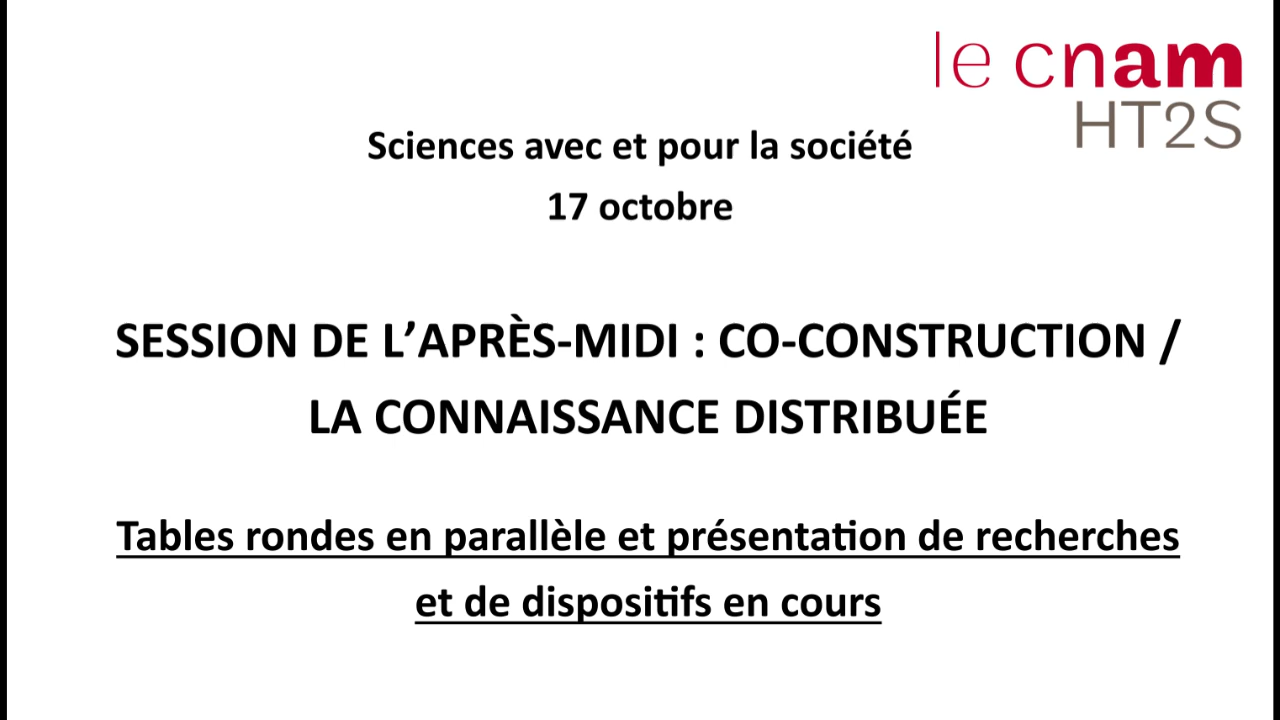 le cnam
HT2S
Sciences avec et pour la société
17 octobre
SESSION DE L’APRÈS-MIDI : CO-CONSTRUCTION /
LA CONNAISSANCE DISTRIBUÉE
Tables rondes en parallèle et présentation de recherches
et de dispositifs en cours